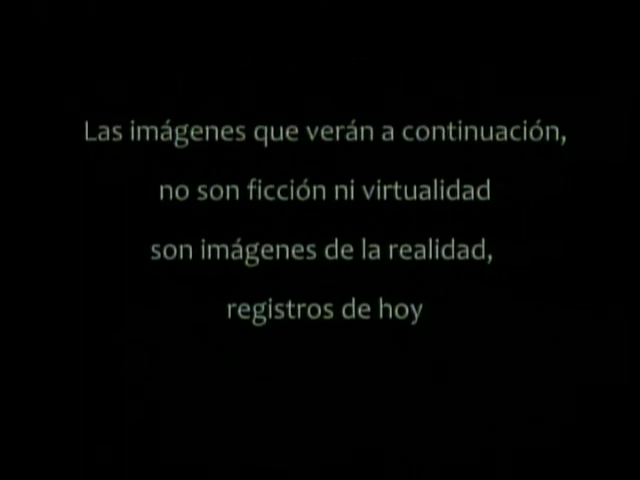 Las imágenes que verán a continuación,
no son ficción ni virtualidad
son imágenes de la realidad,
registros de hoy